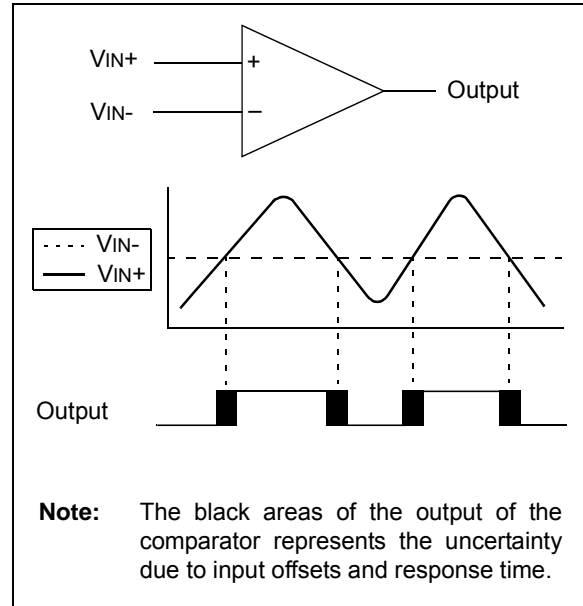 VIN+
+
Output
VIN-
–
VIN-
VIN+
Output
Note: The black areas of the output of the
comparator represents the uncertainty
due to input offsets and response time.